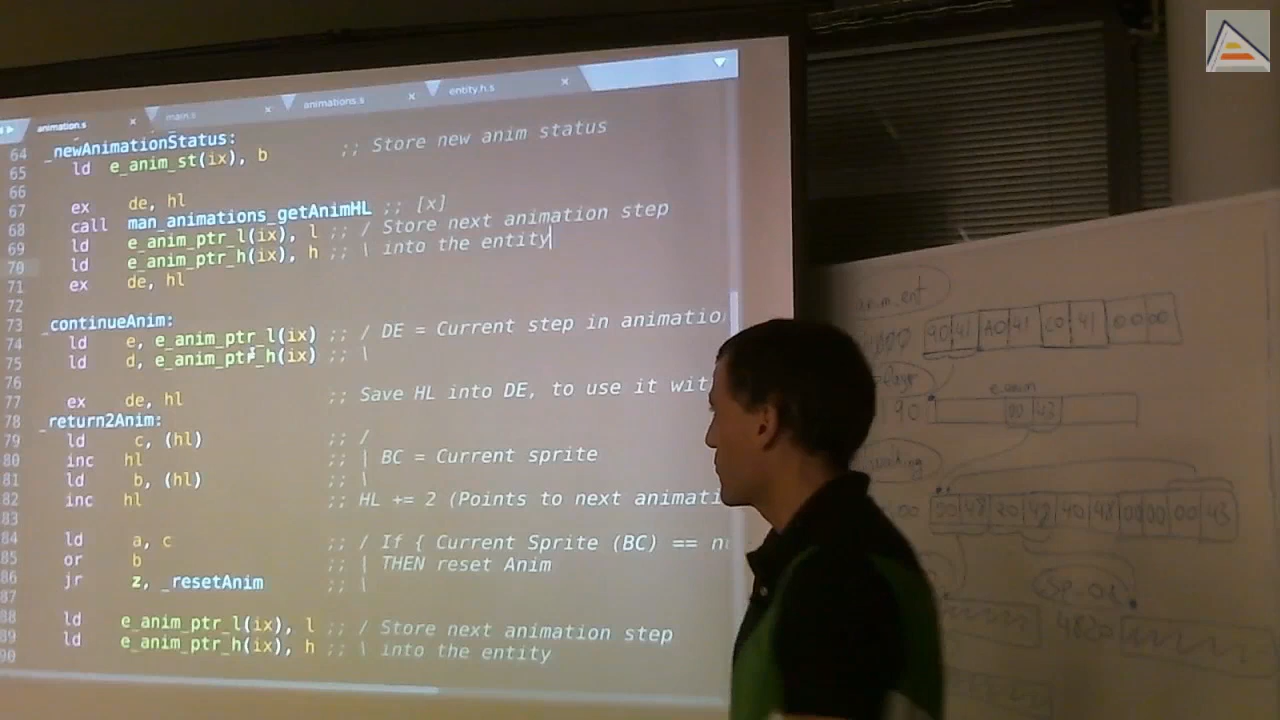 animation.s × main.s × animations.s × entity.h.s ×
64 _newAnimationStatus:
65 ld e_anim_st(ix), b ;; Store new anim status
66
67 ex de, hl
68 call man_animations_getAnimHL ;; [x]
69 ld e_anim_ptr_l(ix), l ;; / Store next animation step
70 ld e_anim_ptr_h(ix), h ;; \ into the entity
71 ex de, hl
72
73 _continueAnim:
74 ld e, e_anim_ptr_l(ix) ;; / DE = Current step in animatio
75 ld d, e_anim_ptr_h(ix) ;; \
76
77 ex de, hl ;; Save HL into DE, to use it wit
78 _return2Anim:
79 ld c, (hl) ;; /
80 inc hl ;; | BC = Current sprite
81 ld b, (hl) ;; \
82 inc hl ;; HL += 2 (Points to next animati
83
84 ld a, c ;; / If { Current Sprite (BC) == n
85 or b ;; | THEN reset Anim
86 jr z, _resetAnim ;; \
87
88 ld e_anim_ptr_l(ix), l ;; / Store next animation step
89 ld e_anim_ptr_h(ix), h ;; \ into the entity
90
90 41 A0 41 C0 41 00 00
90
00 43
00 48 20 48 40 48 00 00 00 43
4820